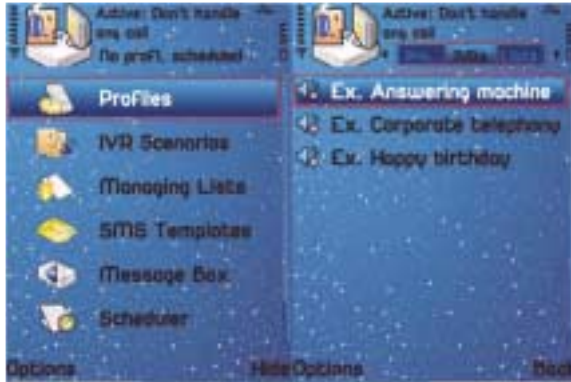 Active: Don't handle
any call
No profl. scheduled
Profiles
IVR Scenarios
Managing Lists
SMS Templates
Message Box
Scheduler
Options
Hide
Active: Don't handle
any call
Ex. Answering machine
Ex. Corporate telephony
Ex. Happy birthday
Options
Back